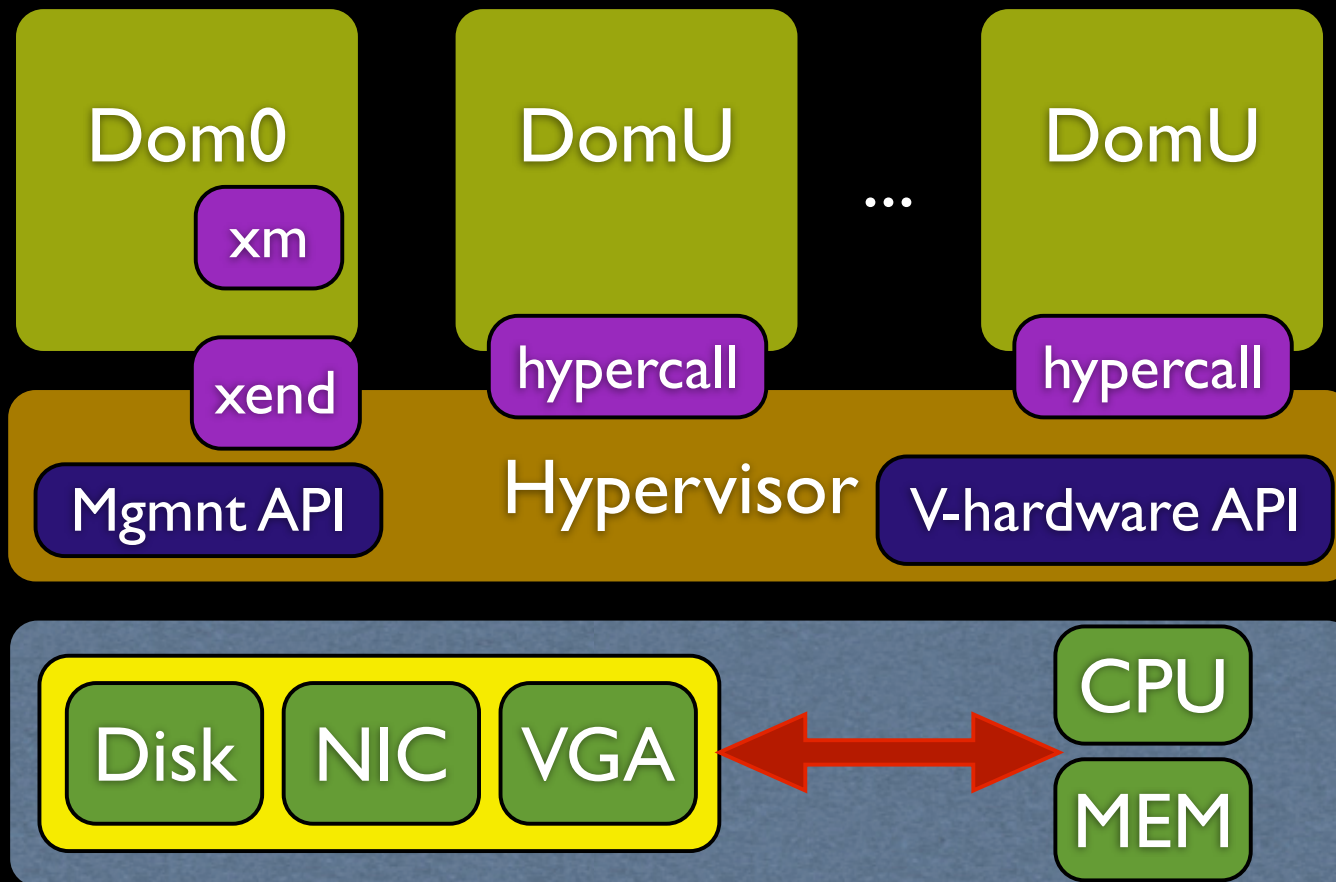 Dom0
DomU
DomU
...
xm
xend
hypercall
hypercall
Hypervisor
Mgmnt API
V-hardware API
Disk
NIC
VGA
CPU
MEM